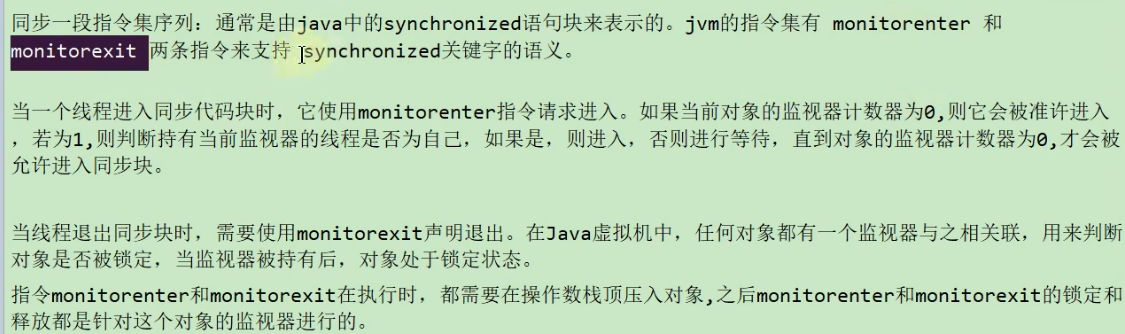 同步一段指令集序列：通常是由java中的synchronized语句块来表示的。jvm的指令集有 monitorenter 和
monitorexit 两条指令来支持 synchronized关键字的语义。
当一个线程进入同步代码块时，它使用monitorenter指令请求进入。如果当前对象的监视器计数器为0,则它会被准许进入
，若为1,则判断持有当前监视器的线程是否为自己，如果是，则进入，否则进行等待，直到对象的监视器计数器为0,才会被
允许进入同步块。
当线程退出同步块时，需要使用monitorexit声明退出。在Java虚拟机中，任何对象都有一个监视器与之相关联，用来判断
对象是否被锁定，当监视器被持有后，对象处于锁定状态。
指令monitorenter和monitorexit在执行时，都需要在操作数栈顶压入对象,之后monitorenter和monitorexit的锁定和
释放都是针对这个对象的监视器进行的。